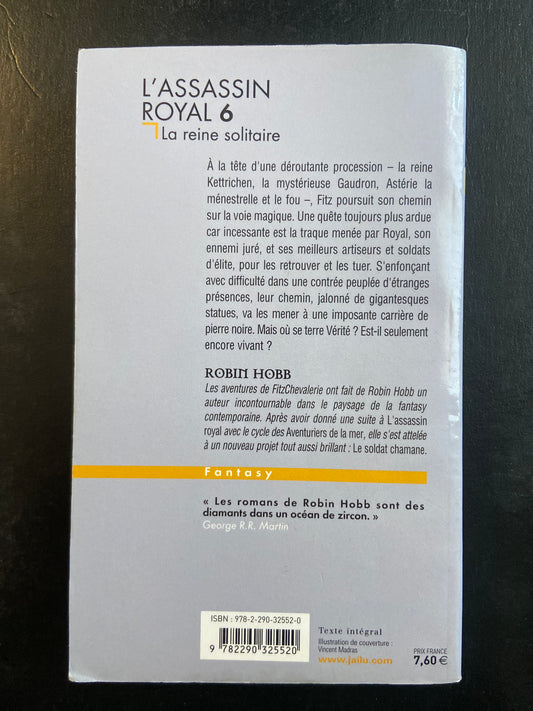 L'ASSASSIN
ROYAL 6
La reine solitaire
À la tête d'une déroutante procession – la reine
Kettrichen, la mystérieuse Gaudron, Astérie la
ménestrelle et le fou –, Fitz poursuit son chemin
sur la voie magique. Une quête toujours plus ardue
car incessante est la traque menée par Royal, son
ennemi juré, et ses meilleurs artiseurs et soldats
d'élite, pour les retrouver et les tuer. S'enfonçant
avec difficulté dans une contrée peuplée d'étranges
présences, leur chemin, jalonné de gigantesques
statues, va les mener à une imposante carrière de
pierre noire. Mais où se terre Vérité ? Est-il seulement
encore vivant ?
ROBIN HOBB
Les aventures de FitzChevalerie ont fait de Robin Hobb un
auteur incontournable dans le paysage de la fantasy
contemporaine. Après avoir donné une suite à L'assassin
royal avec le cycle des Aventuriers de la mer, elle s'est attelée
à un nouveau projet tout aussi brillant : Le soldat chamane.
Fantasy
« Les romans de Robin Hobb sont des
diamants dans un océan de zircon. »
George R.R. Martin
ISBN : 978-2-290-32552-0
9 782290 325520
Texte intégral
Illustration de couverture :
Vincent Madras
www.jailu.com
PRIX FRANCE
7,60 €